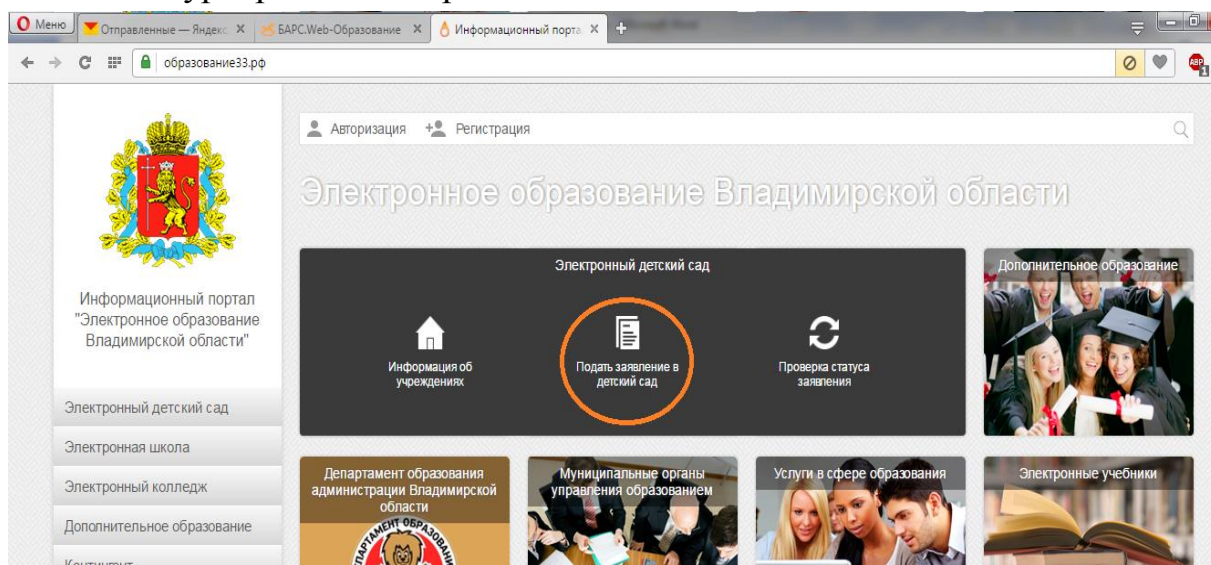 Меню
Отправленные — Яндекс
БАРС.Web-Образование
Информационный порта
образование33.рф
ABP
1
Авторизация
Регистрация
Электронное образование Владимирской области
Информационный портал
"Электронное образование
Владимирской области"
Электронный детский сад
Информация об
учреждениях
Подать заявление в
детский сад
Проверка статуса
заявления
Дополнительное образование
Электронный детский сад
Электронная школа
Электронный колледж
Дополнительное образование
Контингент
Департамент образования
администрации Владимирской
области
Муниципальные органы
управления образованием
Услуги в сфере образования
Электронные учебники